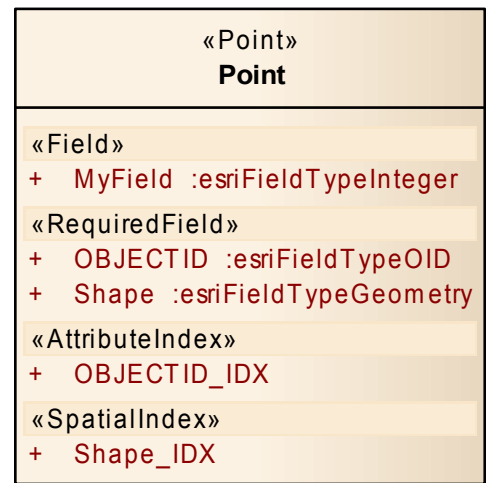 «Point»
Point
«Field»
+ MyField :esriFieldTypeInteger
«RequiredField»
+ OBJECTID :esriFieldTypeOID
+ Shape :esriFieldTypeGeometry
«AttributeIndex»
+ OBJECTID_IDX
«SpatialIndex»
+ Shape_IDX